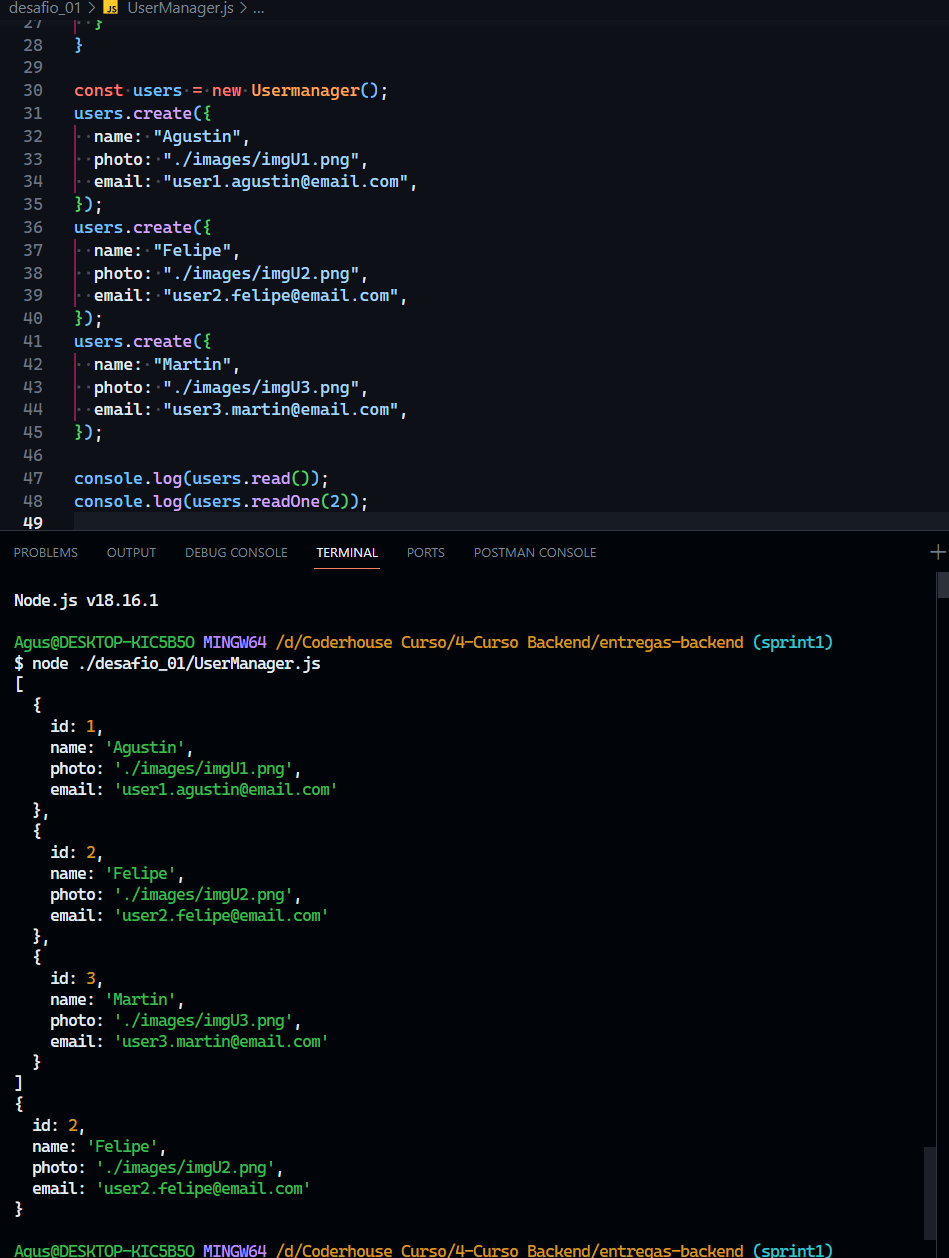 desafio_01 > JS UserManager.js > ...
27 }
28 }
29
30 const users = new Usermanager();
31 users.create({
32 name: "Agustin",
33 photo: "./images/imgU1.png",
34 email: "user1.agustin@email.com",
35 });
36 users.create({
37 name: "Felipe",
38 photo: "./images/imgU2.png",
39 email: "user2.felipe@email.com",
40 });
41 users.create({
42 name: "Martin",
43 photo: "./images/imgU3.png",
44 email: "user3.martin@email.com",
45 });
46
47 console.log(users.read());
48 console.log(users.readOne(2));
49
PROBLEMS OUTPUT DEBUG CONSOLE TERMINAL PORTS POSTMAN CONSOLE +
Node.js v18.16.1
Agus@DESKTOP-KIC5B5O MINGW64 /d/Coderhouse Curso/4-Curso Backend/entregas-backend (sprint1)
$ node ./desafio_01/UserManager.js
[
{
id: 1,
name: 'Agustin',
photo: './images/imgU1.png',
email: 'user1.agustin@email.com'
},
{
id: 2,
name: 'Felipe',
photo: './images/imgU2.png',
email: 'user2.felipe@email.com'
},
{
id: 3,
name: 'Martin',
photo: './images/imgU3.png',
email: 'user3.martin@email.com'
}
]
{
id: 2,
name: 'Felipe',
photo: './images/imgU2.png',
email: 'user2.felipe@email.com'
}
Agus@DESKTOP-KIC5B5O MINGW64 /d/Coderhouse Curso/4-Curso Backend/entregas-backend (sprint1)